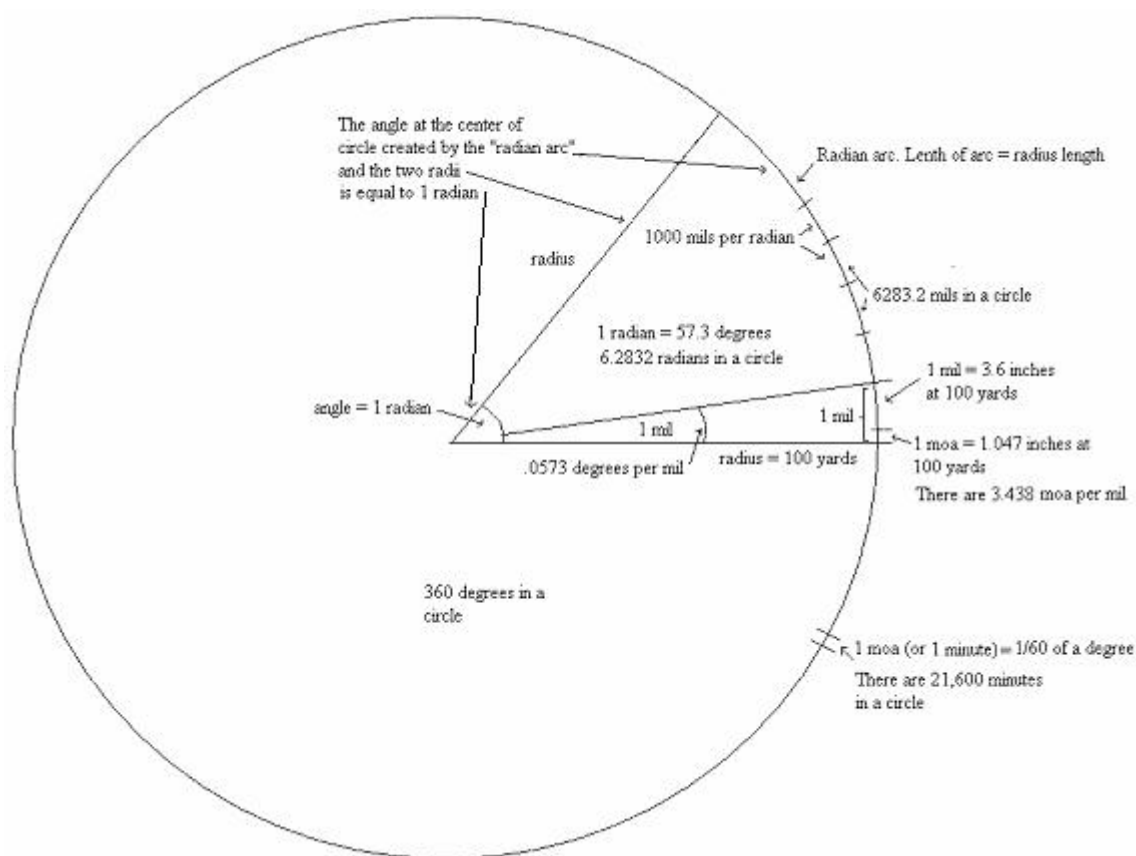 The angle at the center of
circle created by the "radian arc"
and the two radii
is equal to 1 radian
Radian arc. Lenth of arc = radius length
1000 mils per radian
radius
6283.2 mils in a circle
1 radian = 57.3 degrees
6.2832 radians in a circle
1 mil = 3.6 inches
at 100 yards
angle = 1 radian
1 mil
1 mil
.0573 degrees per mil
radius = 100 yards
1 moa = 1.047 inches at
100 yards
There are 3.438 moa per mil
360 degrees in a
circle
1 moa (or 1 minute) = 1/60 of a degree
There are 21,600 minutes
in a circle